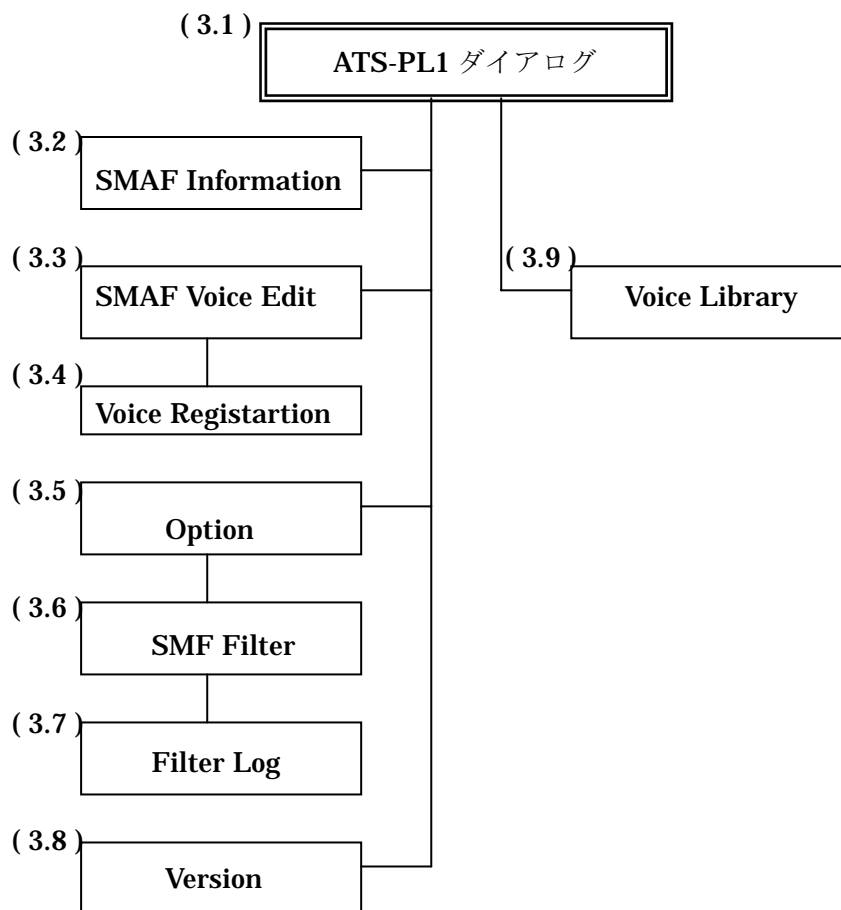 ( 3.1 )
ATS-PL1 ダイアログ
( 3.2 )
SMAF Information
( 3.3 )
SMAF Voice Edit
( 3.9 )
Voice Library
( 3.4 )
Voice Registartion
( 3.5 )
Option
( 3.6 )
SMF Filter
( 3.7 )
Filter Log
( 3.8 )
Version